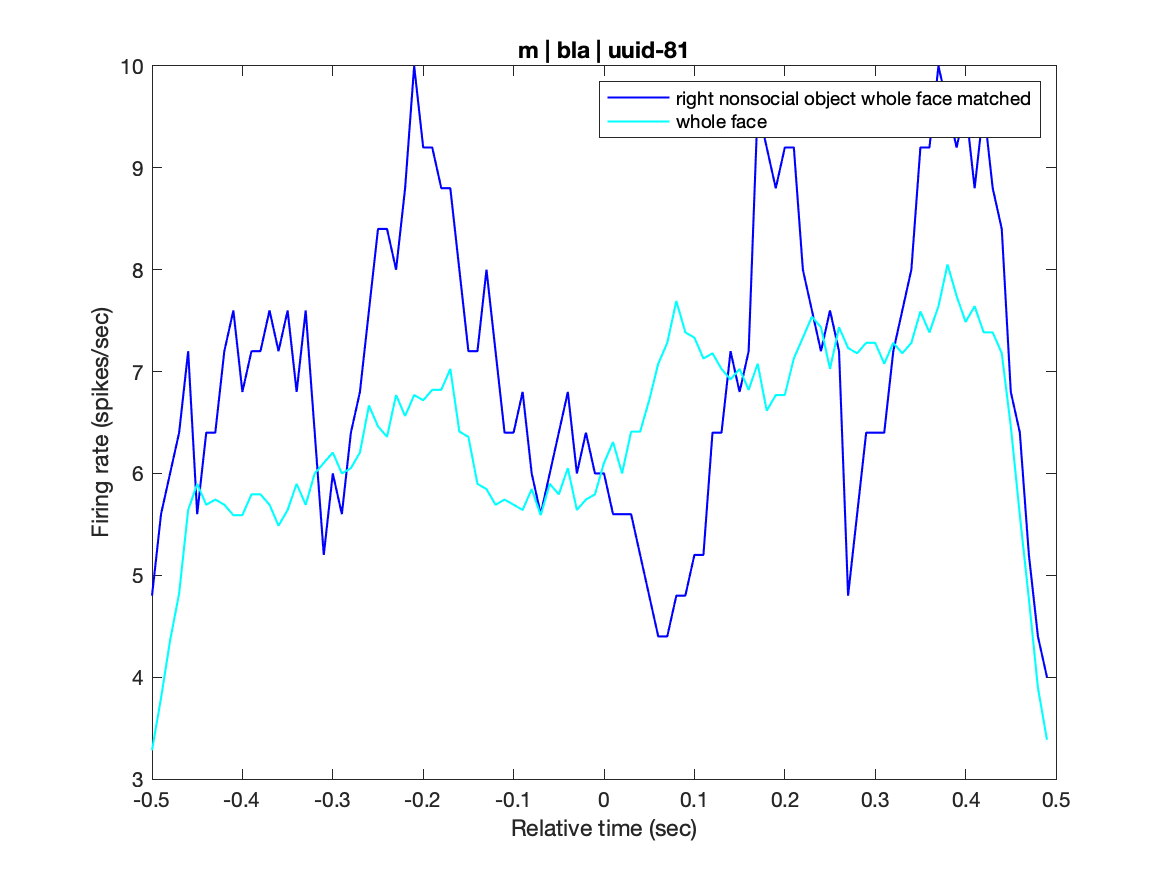 m | bla | uuid-81
right nonsocial object whole face matched
whole face
Firing rate (spikes/sec)
10
9
8
7
6
5
4
3
-0.5 -0.4 -0.3 -0.2 -0.1 0 0.1 0.2 0.3 0.4 0.5
Relative time (sec)